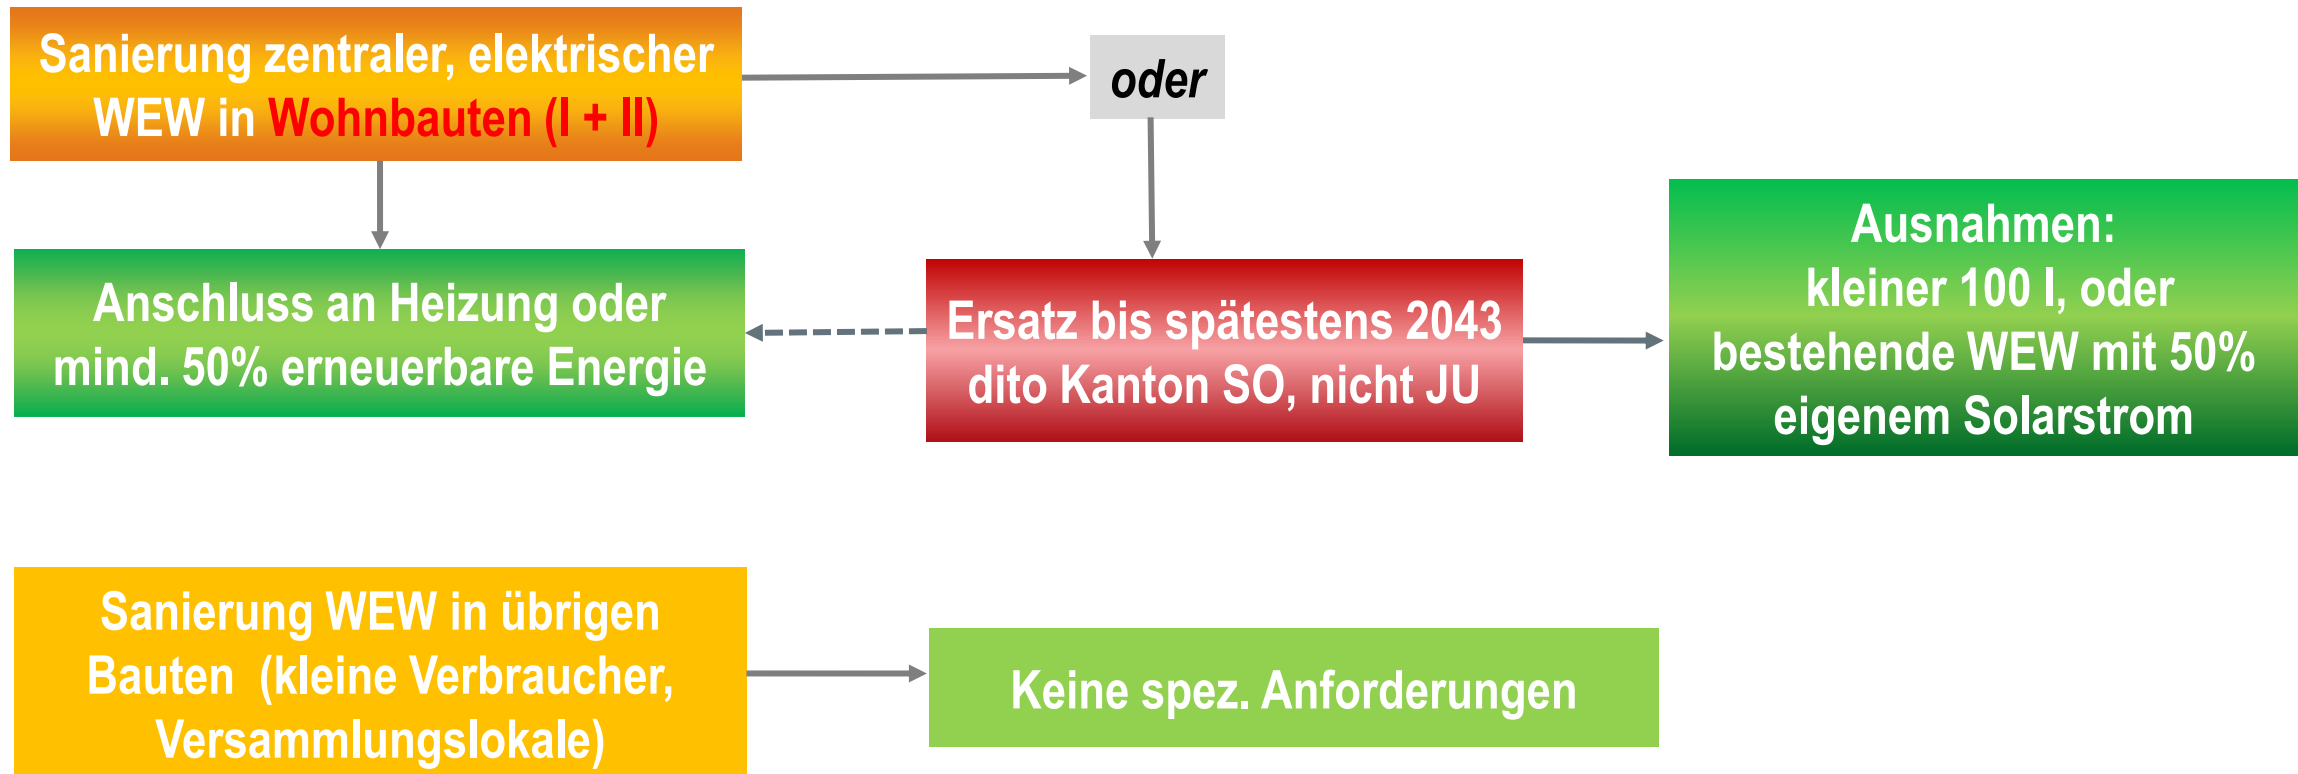 Sanierung zentraler, elektrischer
WEW in Wohnbauten (I + II)
oder
Anschluss an Heizung oder
mind. 50% erneuerbare Energie
Ersatz bis spätestens 2043
dito Kanton SO, nicht JU
Ausnahmen:
kleiner 100 l, oder
bestehende WEW mit 50%
eigenem Solarstrom
Sanierung WEW in übrigen
Bauten (kleine Verbraucher,
Versammlungslokale)
Keine spez. Anforderungen